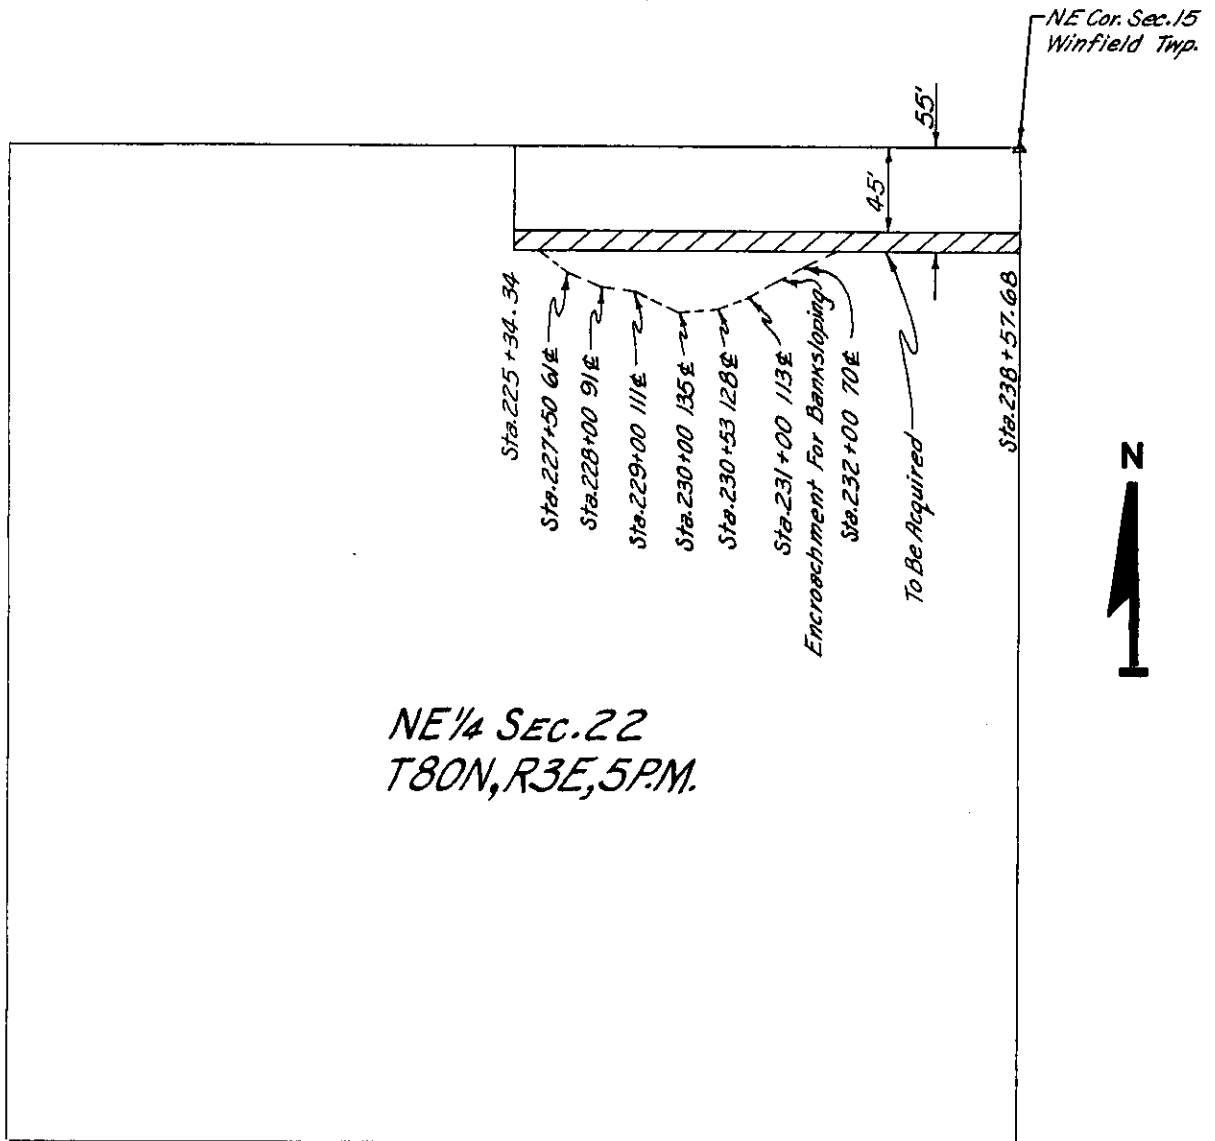 NE Cor. Sec.15
Winfield Twp.
55'
45'
Sta.225+34.34
Sta.227+50 61℄
Sta.228+00 91℄
Sta.229+00 111℄
Sta.230+00 135℄
Sta.230+53 128℄
Sta.231+00 113℄
Encroachment For Banksloping
Sta.232+00 70℄
To Be Acquired
Sta.238+57.68
N
NE¼ SEC.22
T80N,R3E,5P.M.